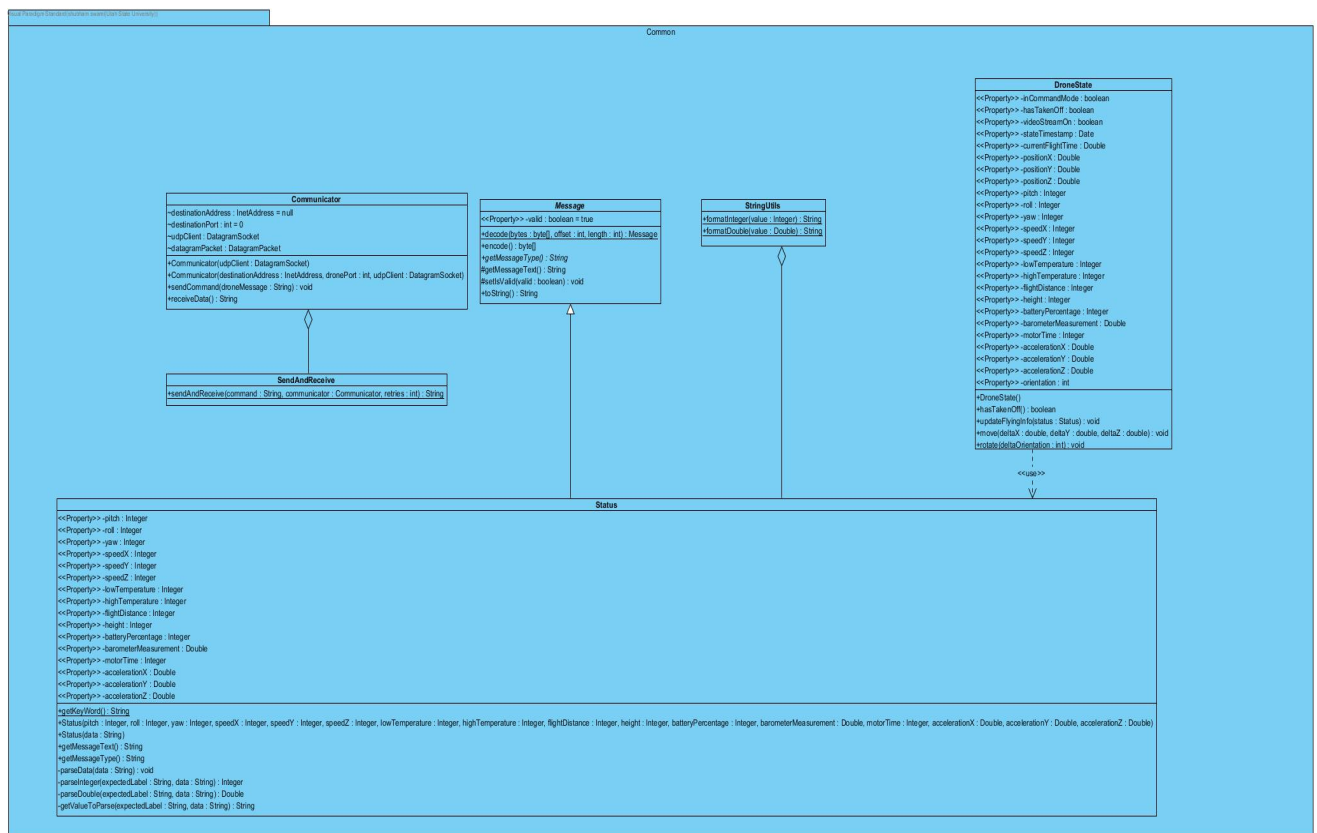 Visual Paradigm Standard(shushank aware(Utah State University))
Common
DroneState
<<Property>> -inCommandMode : boolean
<<Property>> -hasTakenOff : boolean
<<Property>> -videoStreamOn : boolean
<<Property>> -stateTimestamp : Date
<<Property>> -currentFlightTime : Double
<<Property>> -positionX : Double
<<Property>> -positionY : Double
<<Property>> -positionZ : Double
<<Property>> -pitch : Integer
<<Property>> -roll : Integer
<<Property>> -yaw : Integer
<<Property>> -speedX : Integer
<<Property>> -speedY : Integer
<<Property>> -speedZ : Integer
<<Property>> -lowTemperature : Integer
<<Property>> -highTemperature : Integer
<<Property>> -flightDistance : Integer
<<Property>> -height : Integer
<<Property>> -batteryPercentage : Integer
<<Property>> -barometerMeasurement : Double
<<Property>> -motorTime : Integer
<<Property>> -accelerationX : Double
<<Property>> -accelerationY : Double
<<Property>> -accelerationZ : Double
<<Property>> -orientation : int
+DroneState()
+hasTakenOff() : boolean
+updateFlyingInfo(status : Status) : void
+move(deltaX : double, deltaY : double, deltaZ : double) : void
+rotate(deltaOrientation : int) : void
Communicator
~destinationAddress : InetAddress = null
~destinationPort : int = 0
~udpClient : DatagramSocket
~datagramPacket : DatagramPacket
+Communicator(udpClient : DatagramSocket)
+Communicator(destinationAddress : InetAddress, dronePort : int, udpClient : DatagramSocket)
+sendCommand(droneMessage : String) : void
+receiveData() : String
Message
<<Property>> -valid : boolean = true
+decode(bytes : byte[], offset : int, length : int) : Message
+encode() : byte[]
+getMessageType() : String
#getMessageText() : String
#setIsValid(valid : boolean) : void
+toString() : String
StringUtils
+formatInteger(value : Integer) : String
+formatDouble(value : Double) : String
SendAndReceive
+sendAndReceive(command : String, communicator : Communicator, retries : int) : String
<<use>>
Status
<<Property>> -pitch : Integer
<<Property>> -roll : Integer
<<Property>> -yaw : Integer
<<Property>> -speedX : Integer
<<Property>> -speedY : Integer
<<Property>> -speedZ : Integer
<<Property>> -lowTemperature : Integer
<<Property>> -highTemperature : Integer
<<Property>> -flightDistance : Integer
<<Property>> -height : Integer
<<Property>> -batteryPercentage : Integer
<<Property>> -barometerMeasurement : Double
<<Property>> -motorTime : Integer
<<Property>> -accelerationX : Double
<<Property>> -accelerationY : Double
<<Property>> -accelerationZ : Double
+getKeyWord() : String
+Status(pitch : Integer, roll : Integer, yaw : Integer, speedX : Integer, speedY : Integer, speedZ : Integer, lowTemperature : Integer, highTemperature : Integer, flightDistance : Integer, height : Integer, batteryPercentage : Integer, barometerMeasurement : Double, motorTime : Integer, accelerationX : Double, accelerationY : Double, accelerationZ : Double)
+Status(data : String)
+getMessageText() : String
+getMessageType() : String
-parseData(data : String) : void
-parseInteger(expectedLabel : String, data : String) : Integer
-parseDouble(expectedLabel : String, data : String) : Double
-getValueToParse(expectedLabel : String, data : String) : String